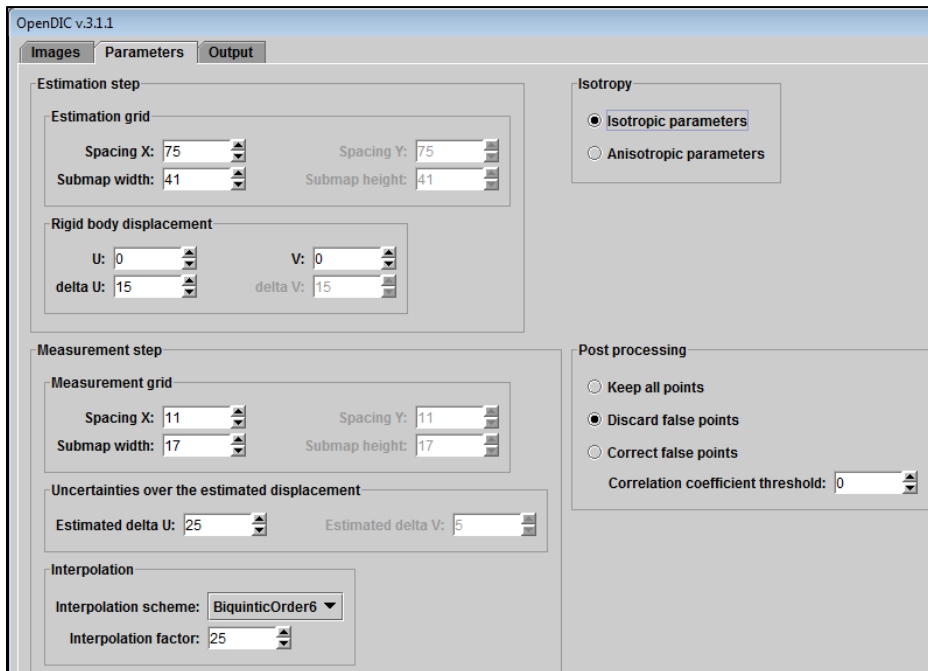 OpenDIC v.3.1.1
Images Parameters Output
Estimation step
Estimation grid
Spacing X: 75 Spacing Y: 75
Submap width: 41 Submap height: 41
Rigid body displacement
U: 0 V: 0
delta U: 15 delta V: 15
Isotropy
Isotropic parameters
Anisotropic parameters
Measurement step
Measurement grid
Spacing X: 11 Spacing Y: 11
Submap width: 17 Submap height: 17
Uncertainties over the estimated displacement
Estimated delta U: 25 Estimated delta V: 5
Interpolation
Interpolation scheme: BiquinticOrder6
Interpolation factor: 25
Post processing
Keep all points
Discard false points
Correct false points
Correlation coefficient threshold: 0